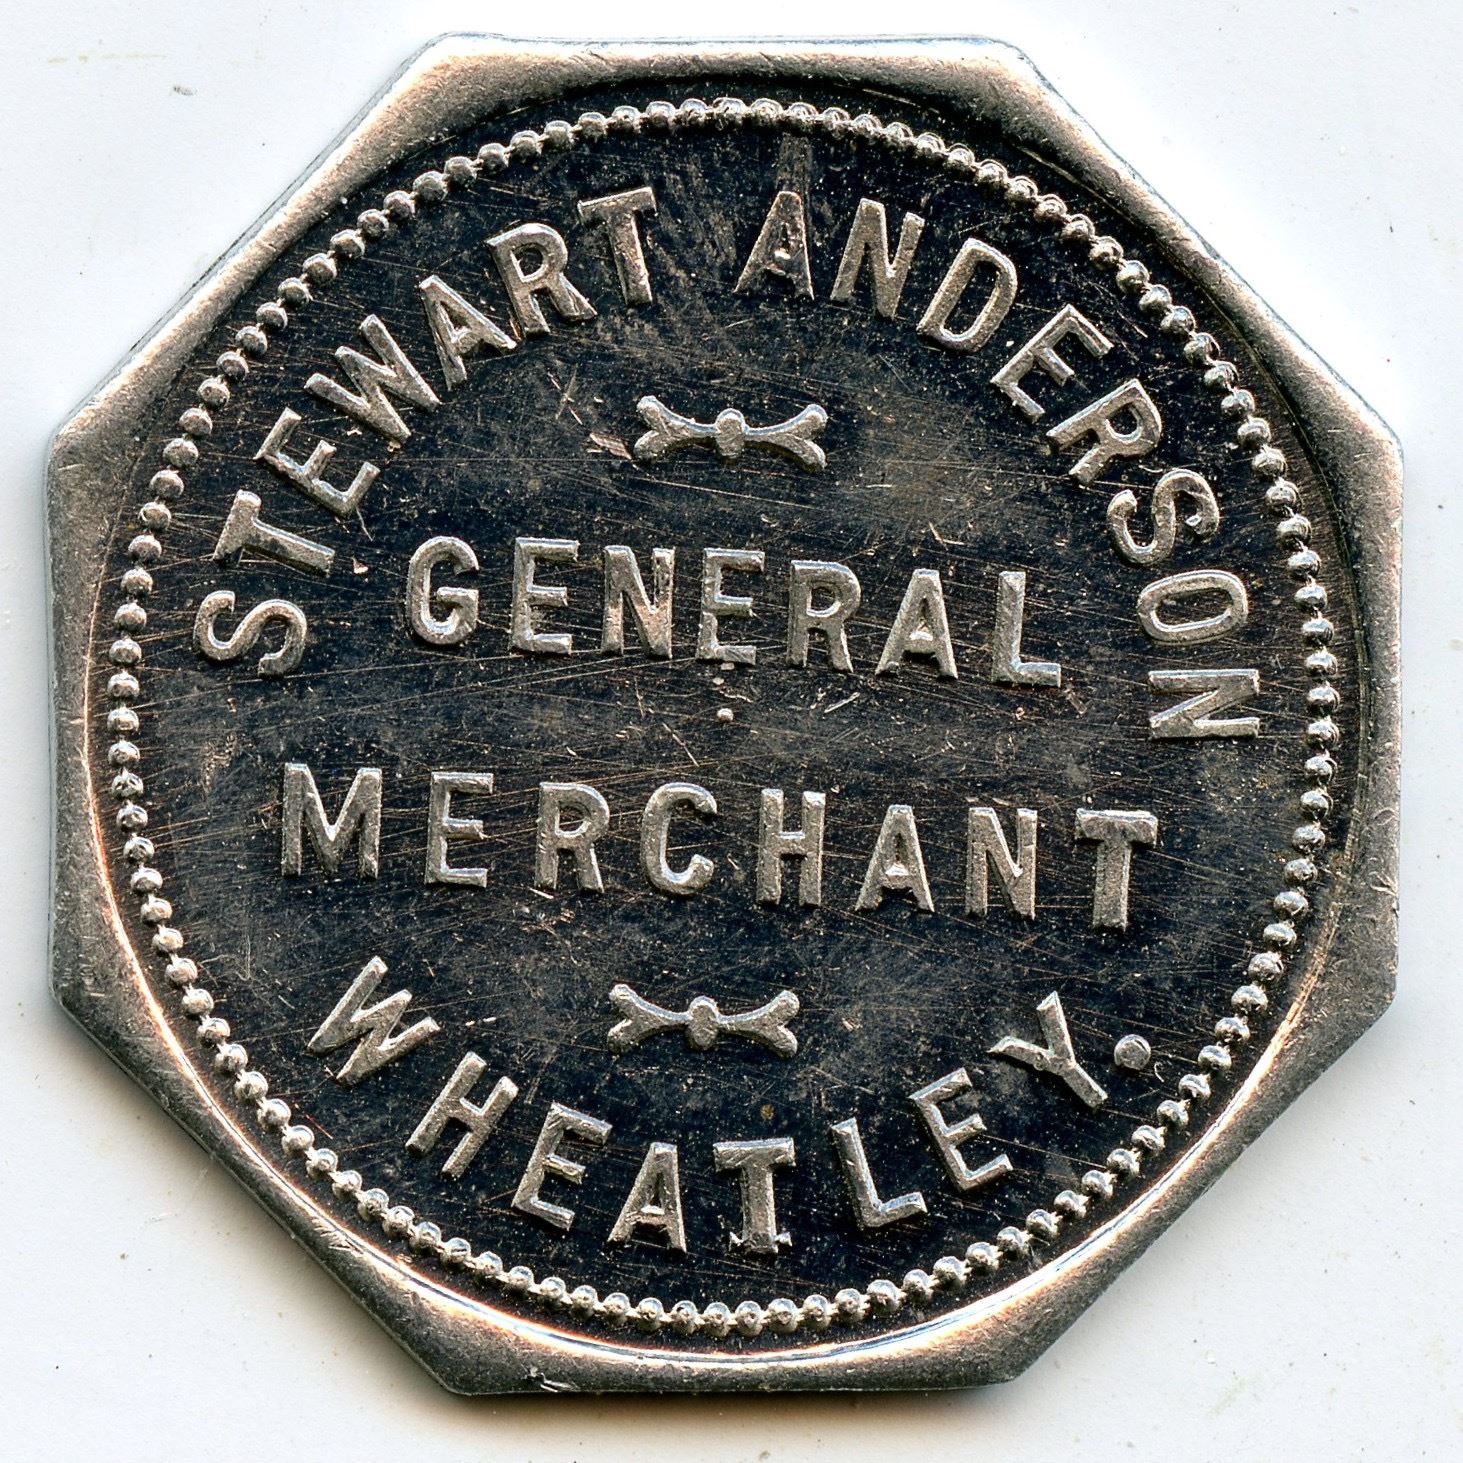 STEWART ANDERSON
GENERAL
MERCHANT
WHEATLEY.